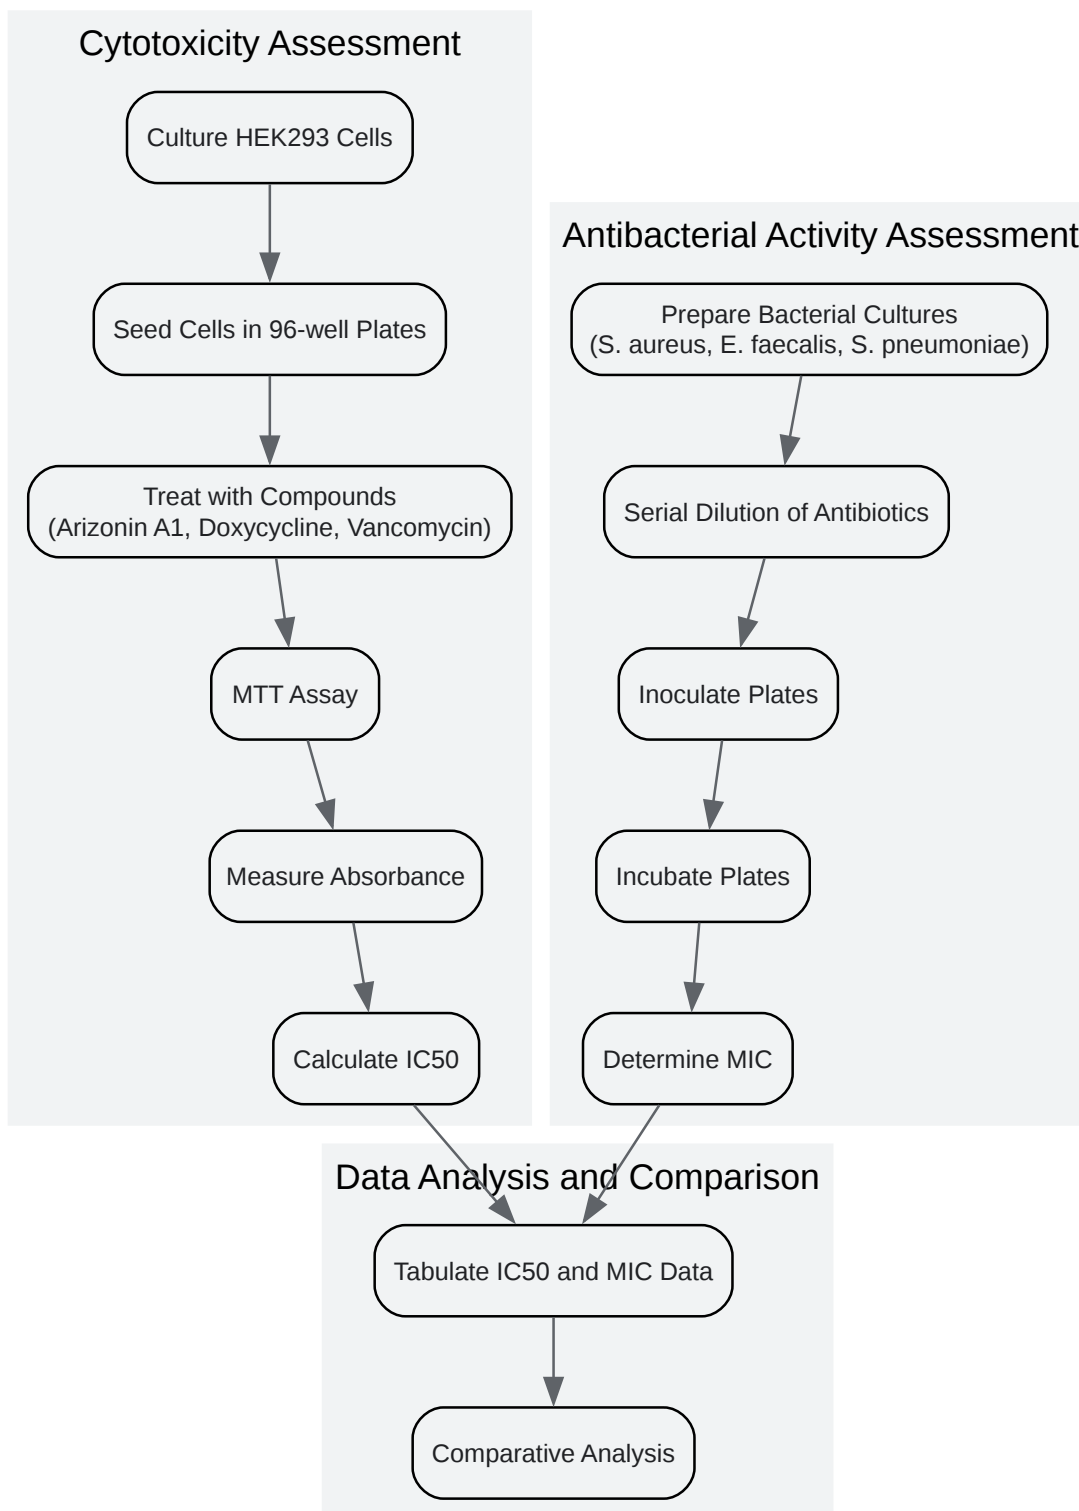 Cytotoxicity Assessment
Culture HEK293 Cells
Seed Cells in 96-well Plates
Treat with Compounds
(Arizonin A1, Doxycycline, Vancomycin)
MTT Assay
Measure Absorbance
Calculate IC50
Antibacterial Activity Assessment
Prepare Bacterial Cultures
(S. aureus, E. faecalis, S. pneumoniae)
Serial Dilution of Antibiotics
Inoculate Plates
Incubate Plates
Determine MIC
Data Analysis and Comparison
Tabulate IC50 and MIC Data
Comparative Analysis